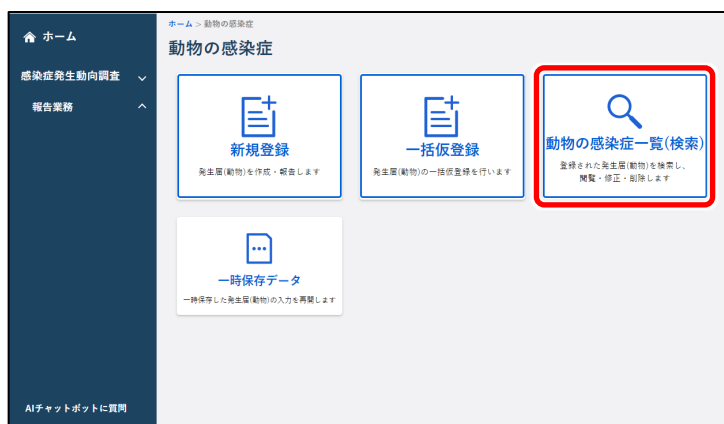 ホーム
感染症発生動向調査
報告業務
AIチャットボットに質問
ホーム > 動物の感染症
動物の感染症
新規登録
発生届(動物)を作成・報告します
一括仮登録
発生届(動物)の一括仮登録を行います
動物の感染症一覧(検索)
登録された発生届(動物)を検索し、
閲覧・修正・削除します
一時保存データ
一時保存した発生届(動物)の入力を再開します